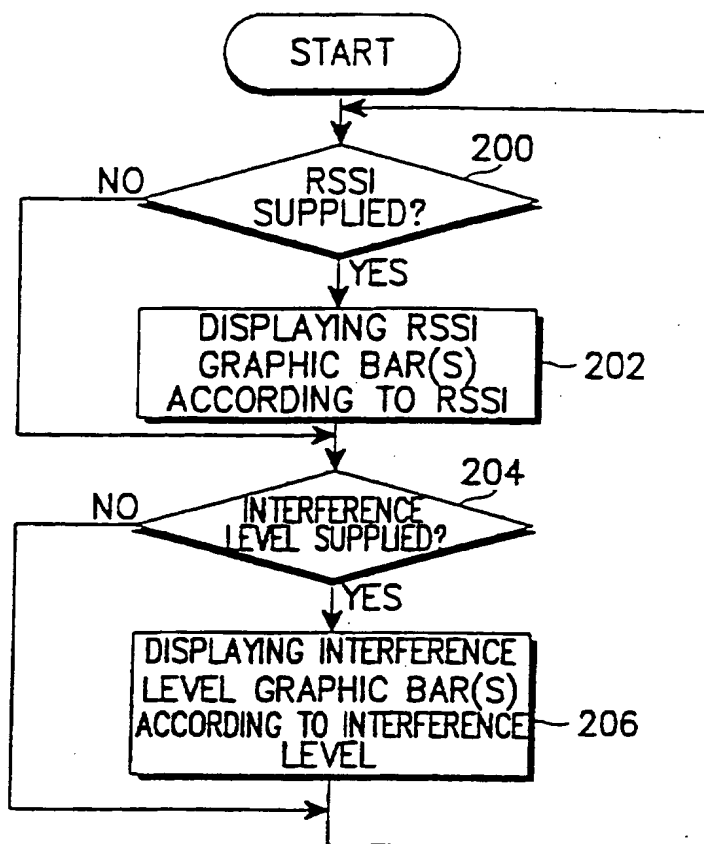 START
200
NO
RSSI
SUPPLIED?
YES
DISPLAYING RSSI
GRAPHIC BAR(S)
ACCORDING TO RSSI
202
204
NO
INTERFERENCE
LEVEL SUPPLIED?
YES
DISPLAYING INTERFERENCE
LEVEL GRAPHIC BAR(S)
ACCORDING TO INTERFERENCE
LEVEL
206